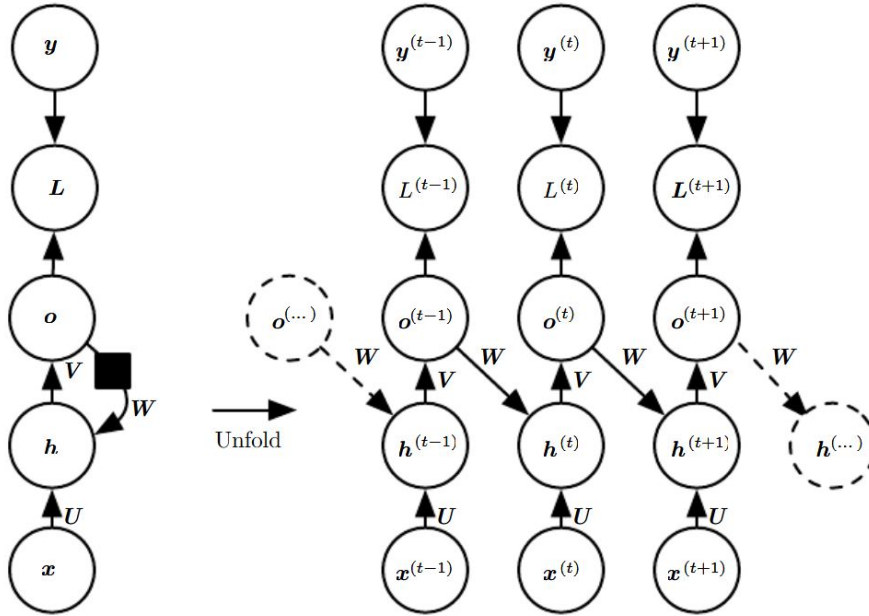 y y^(t−1) y^(t) y^(t+1)
L L^(t−1) L^(t) L^(t+1)
o o^(...) o^(t−1) o^(t) o^(t+1)
W W W W
V V V V
W
h h^(t−1) h^(t) h^(t+1) h^(...)
Unfold
U U U U
x x^(t−1) x^(t) x^(t+1)